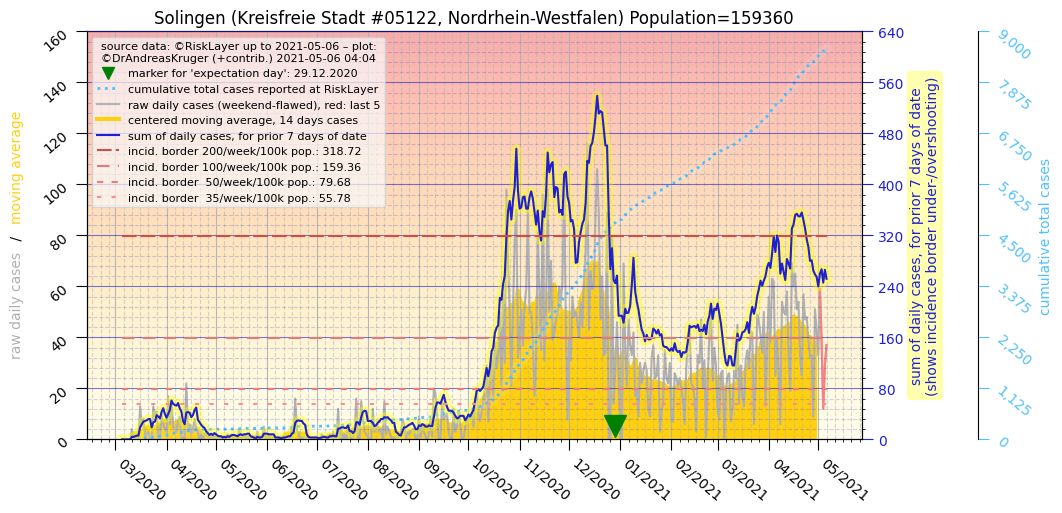 Solingen (Kreisfreie Stadt #05122, Nordrhein-Westfalen) Population=159360
source data: ©RiskLayer up to 2021-05-06 – plot:
©DrAndreasKruger (+contrib.) 2021-05-06 04:04
marker for 'expectation day': 29.12.2020
cumulative total cases reported at RiskLayer
raw daily cases (weekend-flawed), red: last 5
centered moving average, 14 days cases
sum of daily cases, for prior 7 days of date
incid. border 200/week/100k pop.: 318.72
incid. border 100/week/100k pop.: 159.36
incid. border  50/week/100k pop.: 79.68
incid. border  35/week/100k pop.: 55.78
raw daily cases  /  moving average
160
140
120
100
80
60
40
20
0
03/2020
04/2020
05/2020
06/2020
07/2020
08/2020
09/2020
10/2020
11/2020
12/2020
01/2021
02/2021
03/2021
04/2021
05/2021
640
560
480
400
320
240
160
80
0
sum of daily cases, for prior 7 days of date
(shows incidence border under-/overshooting)
9,000
7,875
6,750
5,625
4,500
3,375
2,250
1,125
0
cumulative total cases